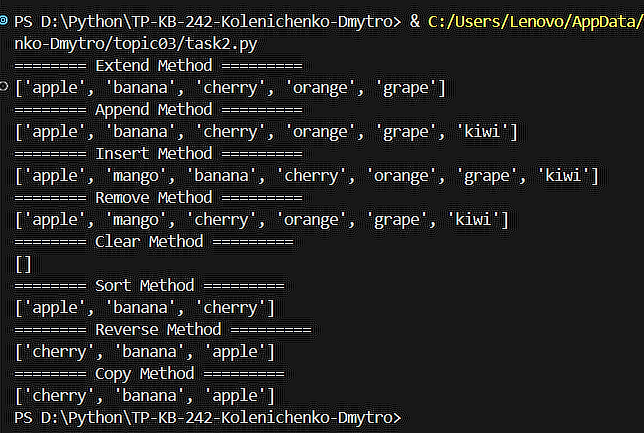 PS D:\Python\TP-KB-242-Kolenichenko-Dmytro> & C:/Users/Lenovo/AppData/
nko-Dmytro/topic03/task2.py
======== Extend Method =========
['apple', 'banana', 'cherry', 'orange', 'grape']
======== Append Method =========
['apple', 'banana', 'cherry', 'orange', 'grape', 'kiwi']
======== Insert Method =========
['apple', 'mango', 'banana', 'cherry', 'orange', 'grape', 'kiwi']
======== Remove Method =========
['apple', 'mango', 'cherry', 'orange', 'grape', 'kiwi']
======== Clear Method =========
[]
======== Sort Method =========
['apple', 'banana', 'cherry']
======== Reverse Method =========
['cherry', 'banana', 'apple']
======== Copy Method =========
['cherry', 'banana', 'apple']
PS D:\Python\TP-KB-242-Kolenichenko-Dmytro>